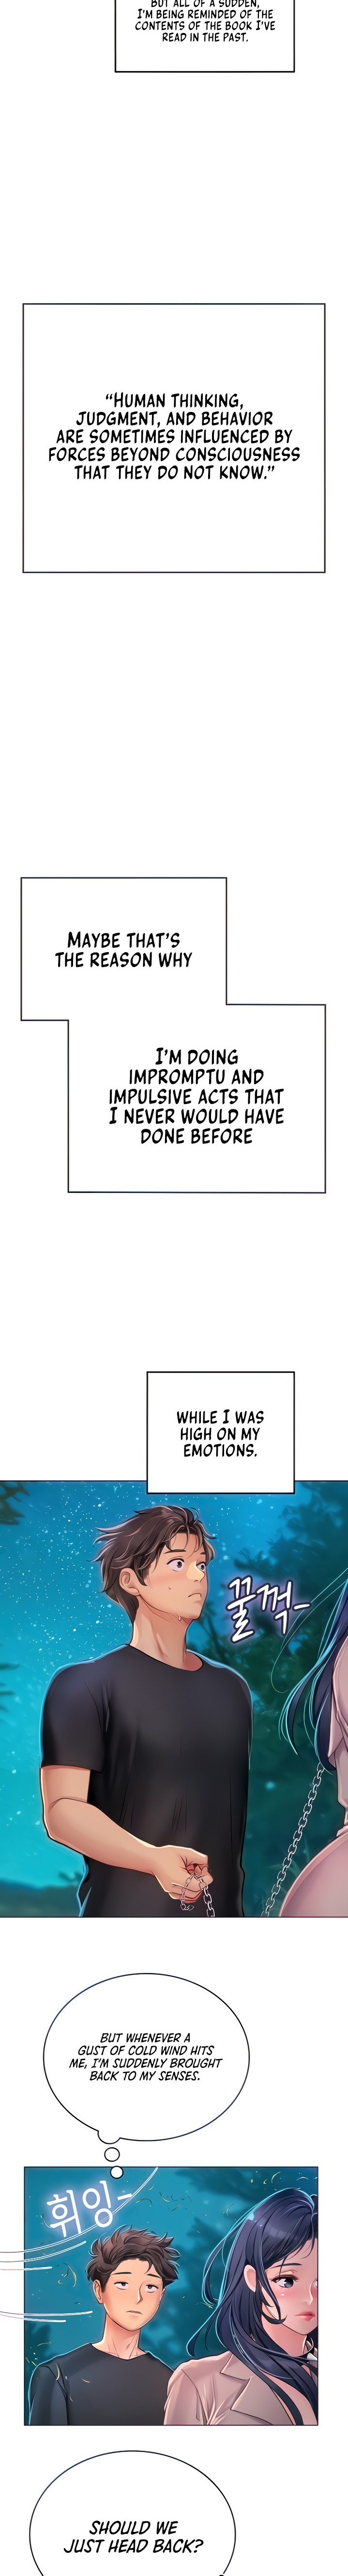 BUT ALL OF A SUDDEN,
I'M BEING REMINDED OF THE
CONTENTS OF THE BOOK I'VE
READ IN THE PAST.
"HUMAN THINKING,
JUDGMENT, AND BEHAVIOR
ARE SOMETIMES INFLUENCED BY
FORCES BEYOND CONSCIOUSNESS
THAT THEY DO NOT KNOW."
MAYBE THAT'S
THE REASON WHY
I'M DOING
IMPROMPTU AND
IMPULSIVE ACTS THAT
I NEVER WOULD HAVE
DONE BEFORE
WHILE I WAS
HIGH ON MY
EMOTIONS.
꿀꺽-
BUT WHENEVER A
GUST OF COLD WIND HITS
ME, I'M SUDDENLY BROUGHT
BACK TO MY SENSES.
휘잉-
SHOULD WE
JUST HEAD BACK?